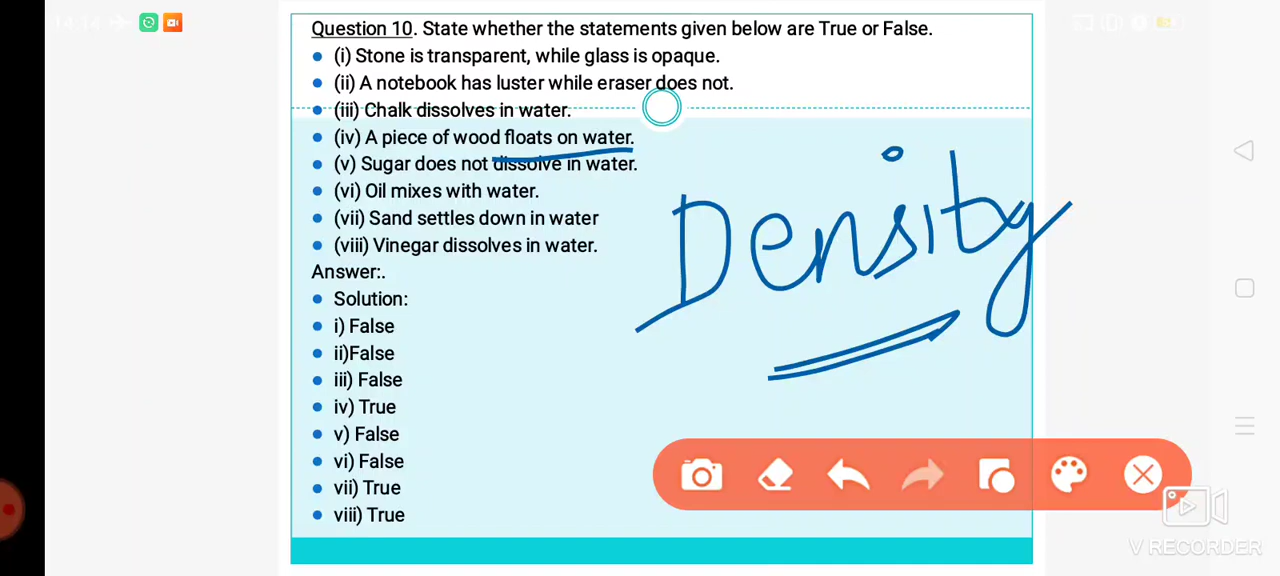 14:14
Question 10. State whether the statements given below are True or False.
(i) Stone is transparent, while glass is opaque.
(ii) A notebook has luster while eraser does not.
(iii) Chalk dissolves in water.
(iv) A piece of wood floats on water.
(v) Sugar does not dissolve in water.
(vi) Oil mixes with water.
(vii) Sand settles down in water
(viii) Vinegar dissolves in water.
Density
Answer:.
Solution:
i) False
ii)False
iii) False
iv) True
v) False
vi) False
vii) True
viii) True
V RECORDER